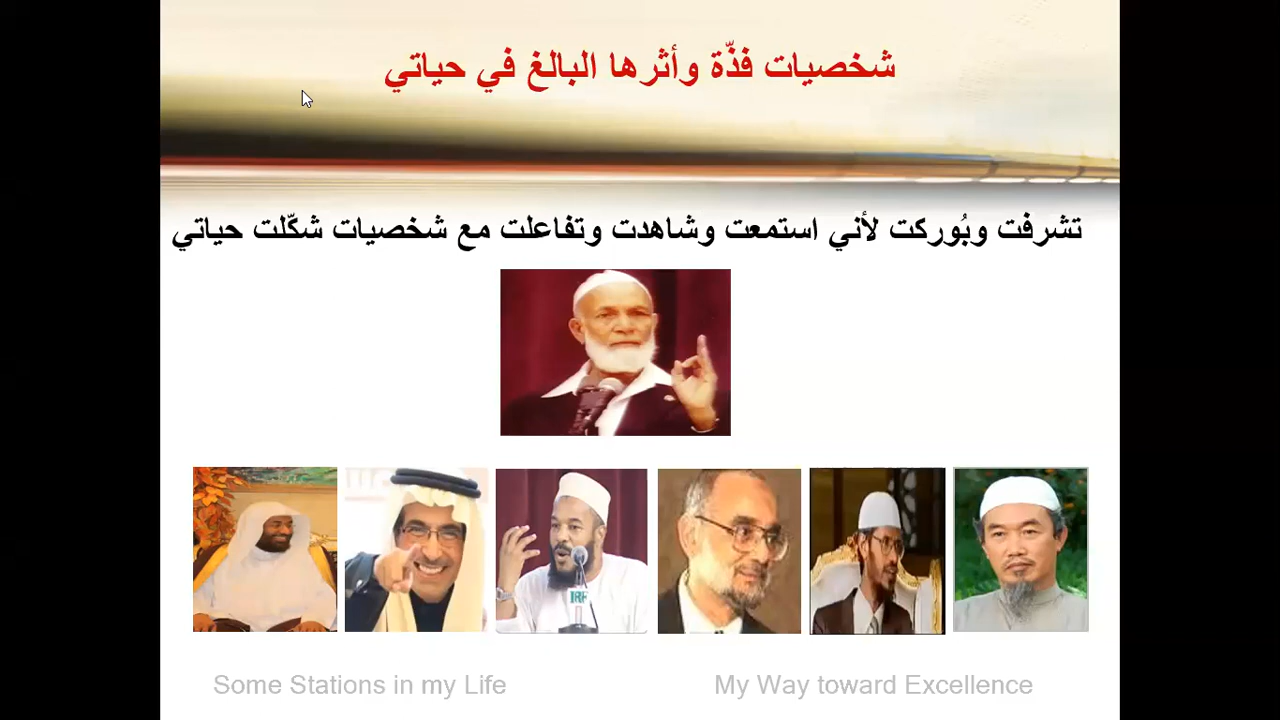 شخصيات فذّة وأثرها البالغ في حياتي
تشرفت وبُوركت لأني استمعت وشاهدت وتفاعلت مع شخصيات شكّلت حياتي
IRF
Some Stations in my Life
My Way toward Excellence